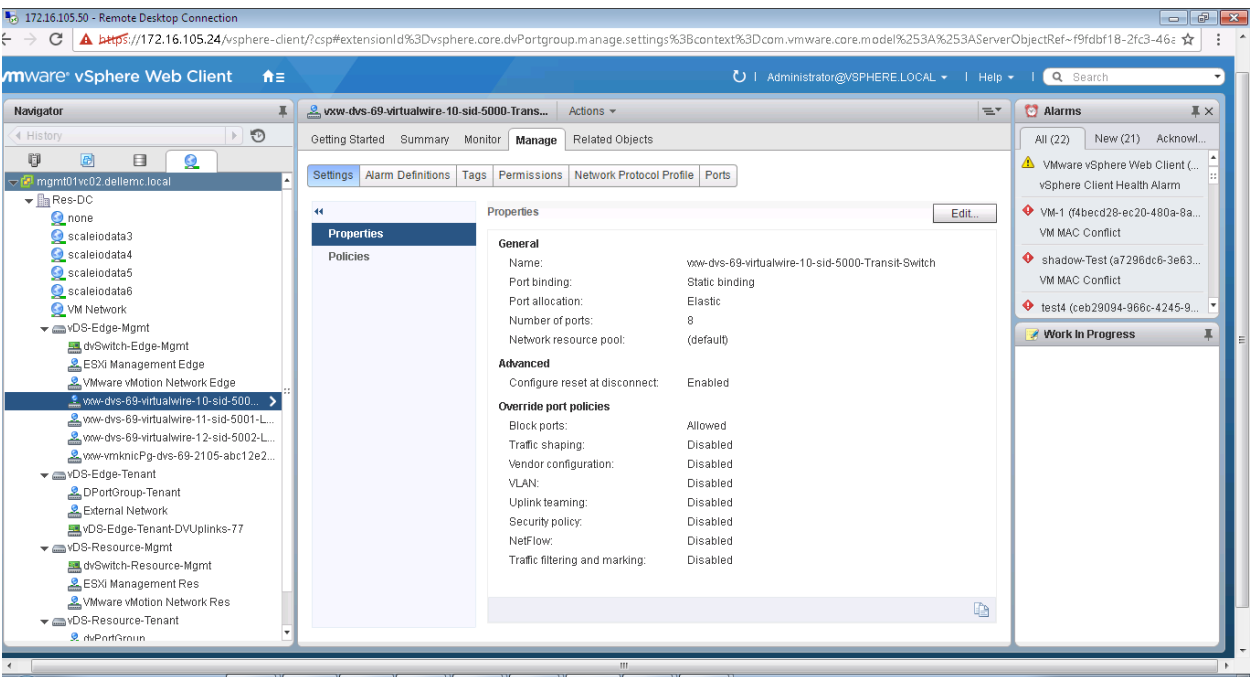 172.16.105.50 - Remote Desktop Connection
https://172.16.105.24/vsphere-client/?csp#extensionId%3Dvsphere.core.dvPortgroup.manage.settings%3Bcontext%3Dcom.vmware.core.model%253A%253AServerObjectRef~f9fdbf18-2fc3-46a
vmware® vSphere Web Client
Administrator@VSPHERE.LOCAL
Help
Search
Navigator
History
mgmt01vc02.dellemc.local
Res-DC
none
scaleiodata3
scaleiodata4
scaleiodata5
scaleiodata6
VM Network
vDS-Edge-Mgmt
dvSwitch-Edge-Mgmt
ESXi Management Edge
VMware vMotion Network Edge
vxw-dvs-69-virtualwire-10-sid-500...
vxw-dvs-69-virtualwire-11-sid-5001-L...
vxw-dvs-69-virtualwire-12-sid-5002-L...
vxw-vmknicPg-dvs-69-2105-abc12e2...
vDS-Edge-Tenant
DPortGroup-Tenant
External Network
vDS-Edge-Tenant-DVUplinks-77
vDS-Resource-Mgmt
dvSwitch-Resource-Mgmt
ESXi Management Res
VMware vMotion Network Res
vDS-Resource-Tenant
dvPortGroup
vxw-dvs-69-virtualwire-10-sid-5000-Trans...
Actions
Getting Started Summary Monitor Manage Related Objects
Settings Alarm Definitions Tags Permissions Network Protocol Profile Ports
Properties
Policies
Properties
Edit...
General
Name: vxw-dvs-69-virtualwire-10-sid-5000-Transit-Switch
Port binding: Static binding
Port allocation: Elastic
Number of ports: 8
Network resource pool: (default)
Advanced
Configure reset at disconnect: Enabled
Override port policies
Block ports: Allowed
Traffic shaping: Disabled
Vendor configuration: Disabled
VLAN: Disabled
Uplink teaming: Disabled
Security policy: Disabled
NetFlow: Disabled
Traffic filtering and marking: Disabled
Alarms
All (22) New (21) Acknowl...
VMware vSphere Web Client (...
vSphere Client Health Alarm
VM-1 (f4becd28-ec20-480a-8a...
VM MAC Conflict
shadow-Test (a7296dc6-3e63...
VM MAC Conflict
test4 (ceb29094-966c-4245-9...
Work In Progress